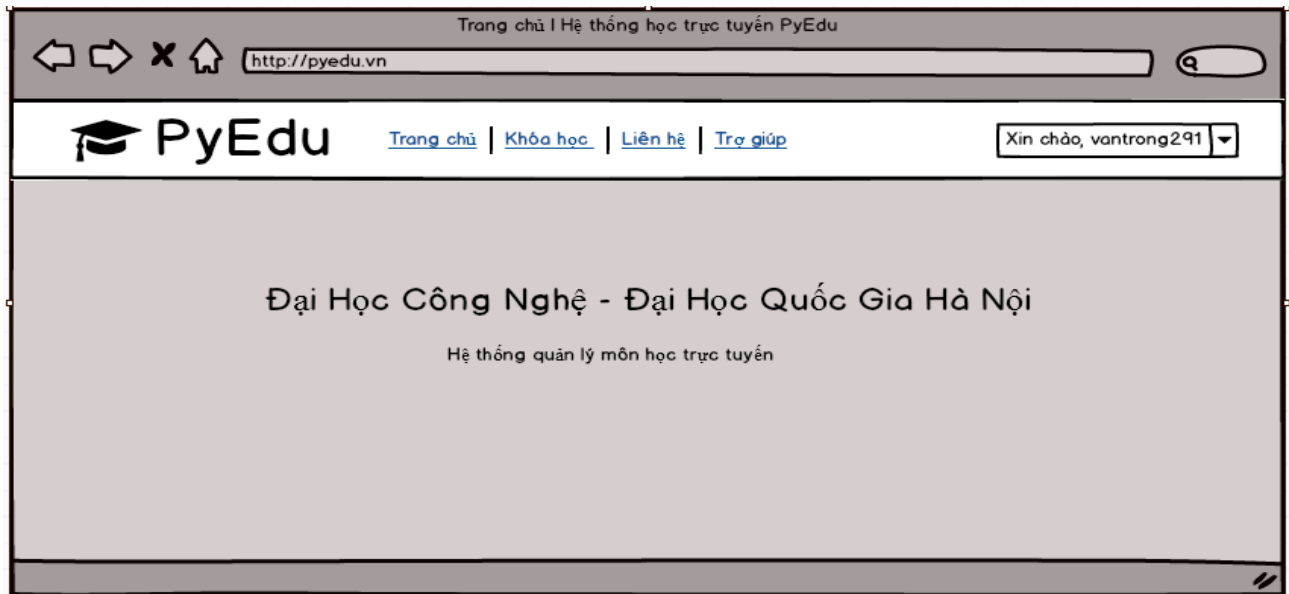 Trang chủ | Hệ thống học trực tuyến PyEdu
http://pyedu.vn
PyEdu Trang chủ | Khóa học | Liên hệ | Trợ giúp Xin chào, vantrong291
Đại Học Công Nghệ - Đại Học Quốc Gia Hà Nội
Hệ thống quản lý môn học trực tuyến